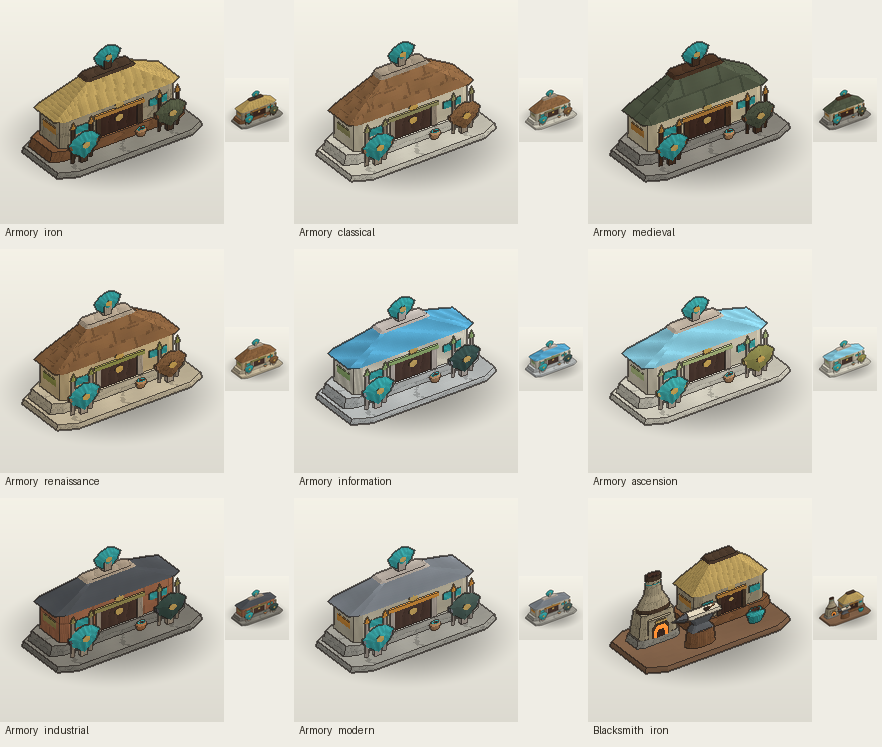 Armory iron
Armory classical
Armory medieval
Armory renaissance
Armory information
Armory ascension
Armory industrial
Armory modern
Blacksmith iron